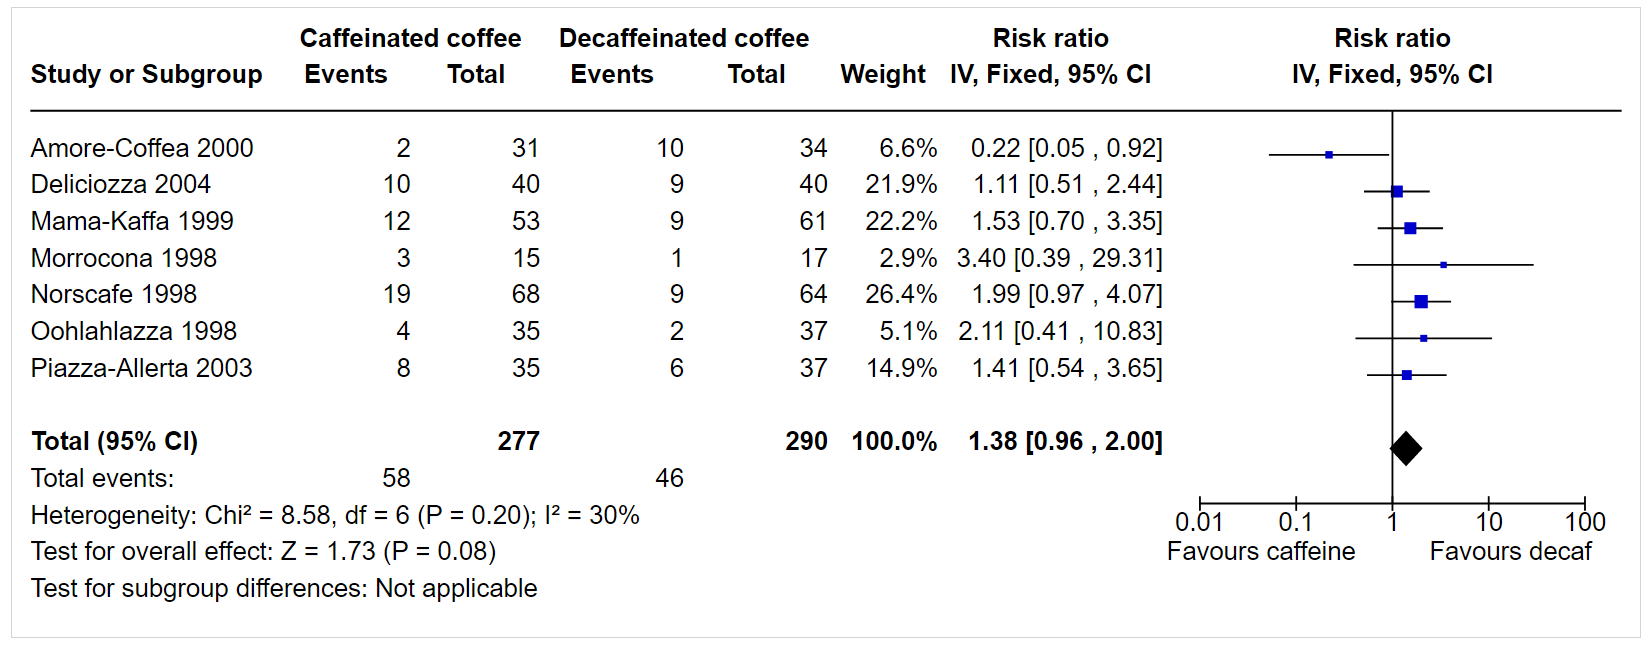 Caffeinated coffee Decaffeinated coffee Risk ratio Risk ratio
Study or Subgroup Events Total Events Total Weight IV, Fixed, 95% CI IV, Fixed, 95% CI
Amore-Coffea 2000 2 31 10 34 6.6% 0.22 [0.05 , 0.92]
Deliciozza 2004 10 40 9 40 21.9% 1.11 [0.51 , 2.44]
Mama-Kaffa 1999 12 53 9 61 22.2% 1.53 [0.70 , 3.35]
Morrocona 1998 3 15 1 17 2.9% 3.40 [0.39 , 29.31]
Norscafe 1998 19 68 9 64 26.4% 1.99 [0.97 , 4.07]
Oohlahlazza 1998 4 35 2 37 5.1% 2.11 [0.41 , 10.83]
Piazza-Allerta 2003 8 35 6 37 14.9% 1.41 [0.54 , 3.65]
Total (95% CI) 277 290 100.0% 1.38 [0.96 , 2.00]
Total events: 58 46
Heterogeneity: Chi² = 8.58, df = 6 (P = 0.20); I² = 30%
Test for overall effect: Z = 1.73 (P = 0.08)
Test for subgroup differences: Not applicable
0.01 0.1 1 10 100
Favours caffeine Favours decaf